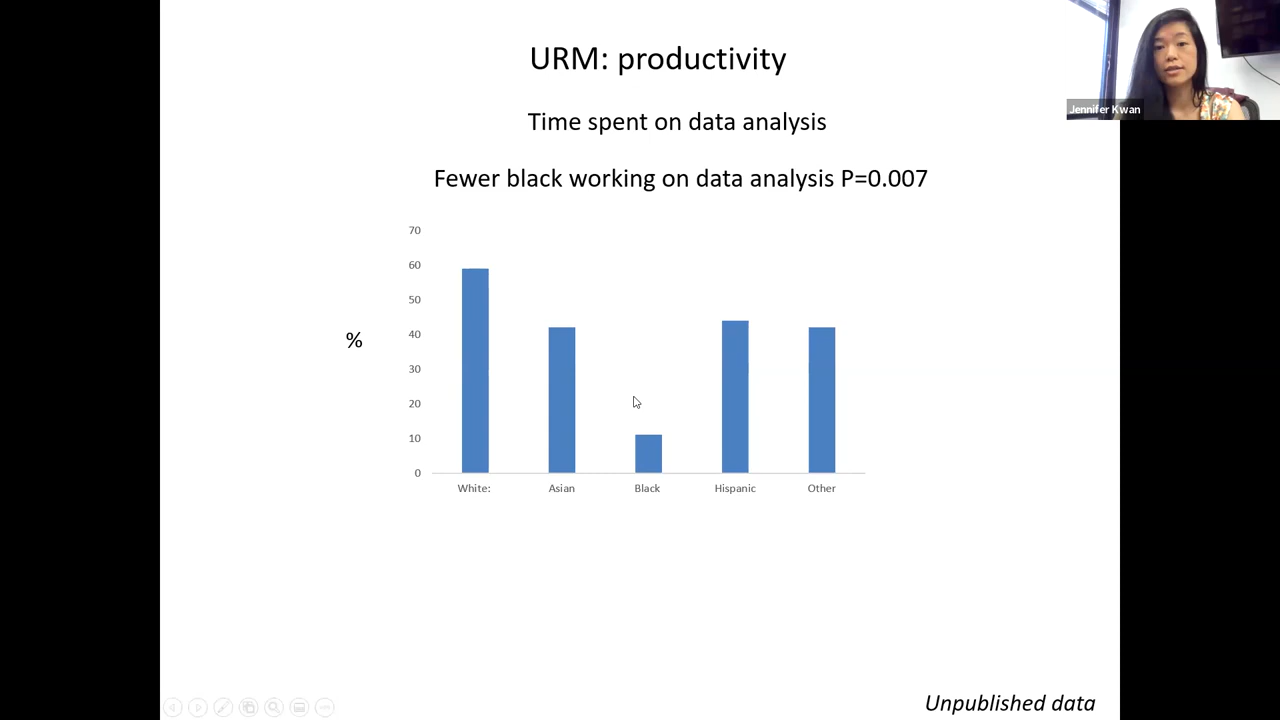 URM: productivity
Jennifer Kwan
Time spent on data analysis
Fewer black working on data analysis P=0.007
70
60
50
40
30
20
10
0
%
White:
Asian
Black
Hispanic
Other
Unpublished data